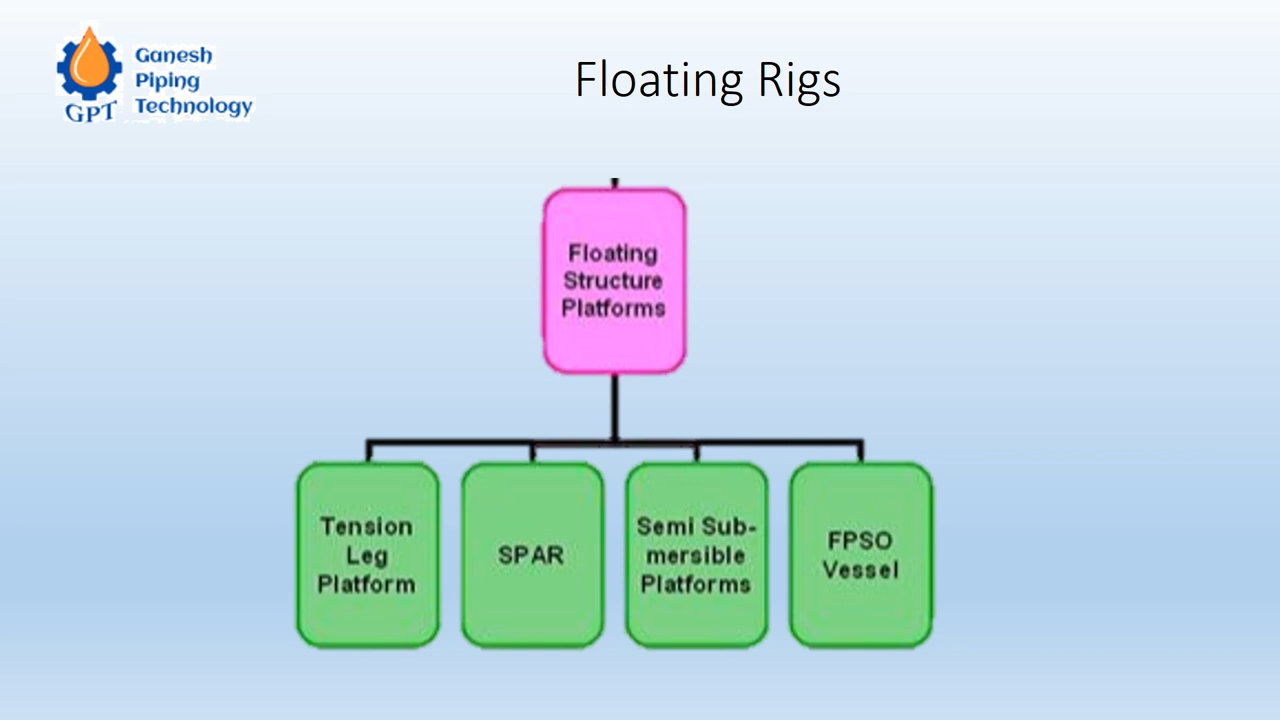 Ganesh
Piping
Technology
GPT
Floating Rigs
Floating
Structure
Platforms
Tension
Leg
Platform
SPAR
Semi Sub-
mersible
Platforms
FPSO
Vessel